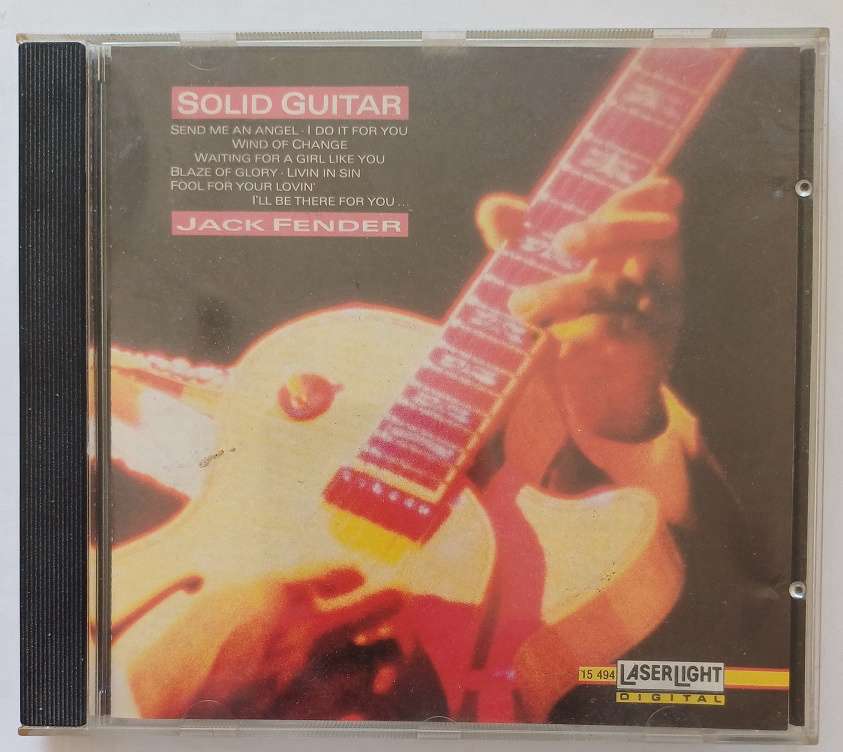 SOLID GUITAR
SEND ME AN ANGEL · I DO IT FOR YOU
WIND OF CHANGE
WAITING FOR A GIRL LIKE YOU
BLAZE OF GLORY · LIVIN IN SIN
FOOL FOR YOUR LOVIN'
I'LL BE THERE FOR YOU ...
JACK FENDER
15 494 LASERLIGHT
DIGITAL